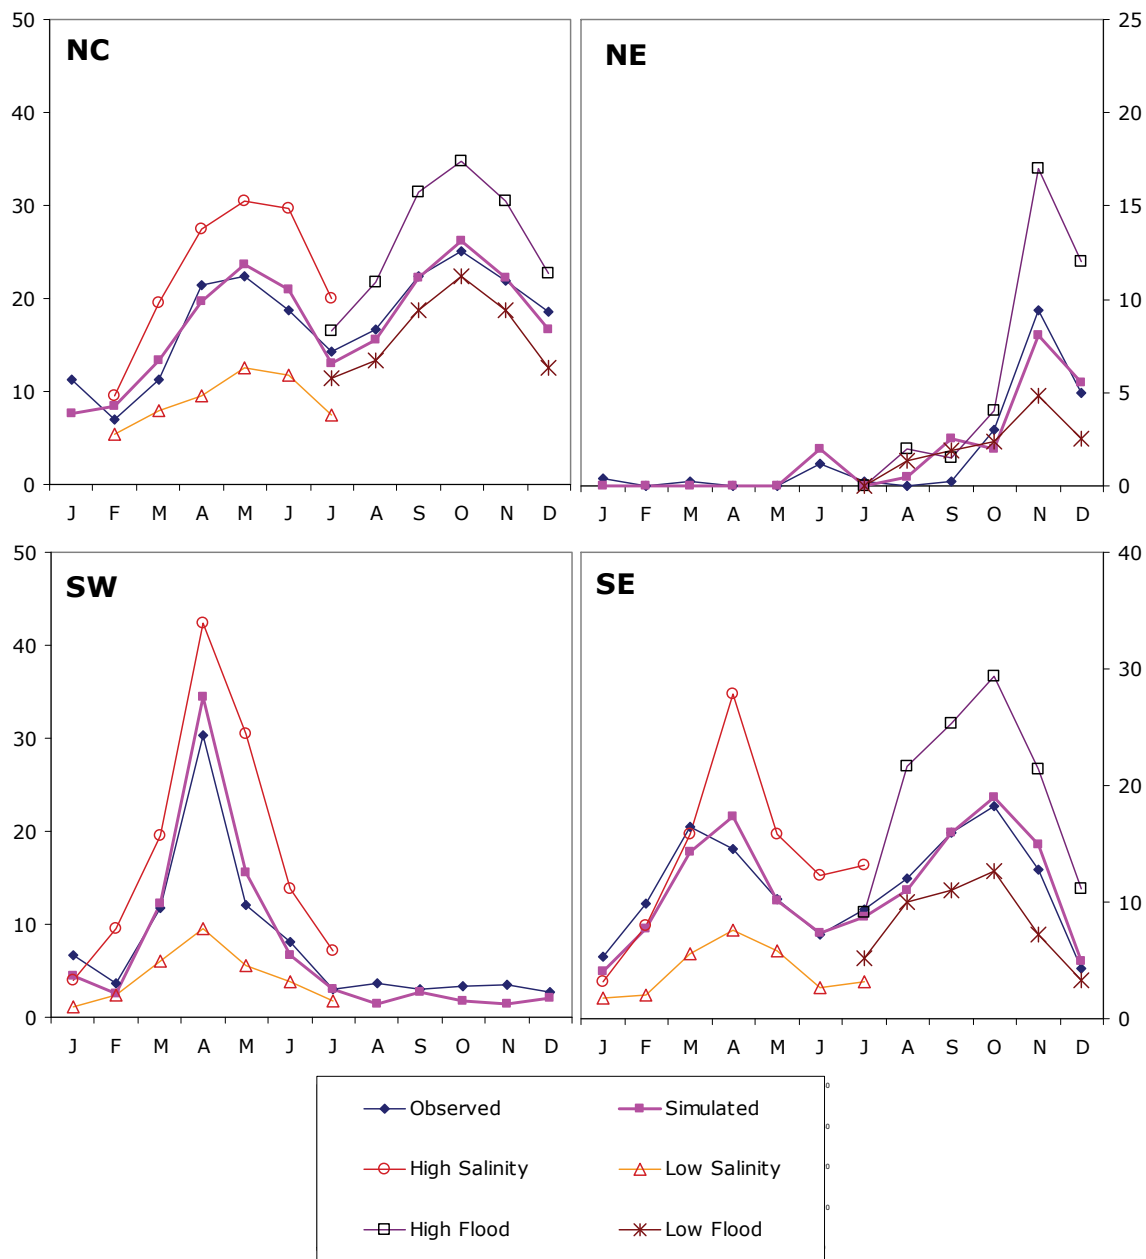 50
40
30
20
10
0
NC
J F M A M J J A S O N D
NE
25
20
15
10
5
0
J F M A M J J A S O N D
50
40
30
20
10
0
SW
J F M A M J J A S O N D
SE
40
30
20
10
0
J F M A M J J A S O N D
Observed Simulated
High Salinity Low Salinity
High Flood Low Flood